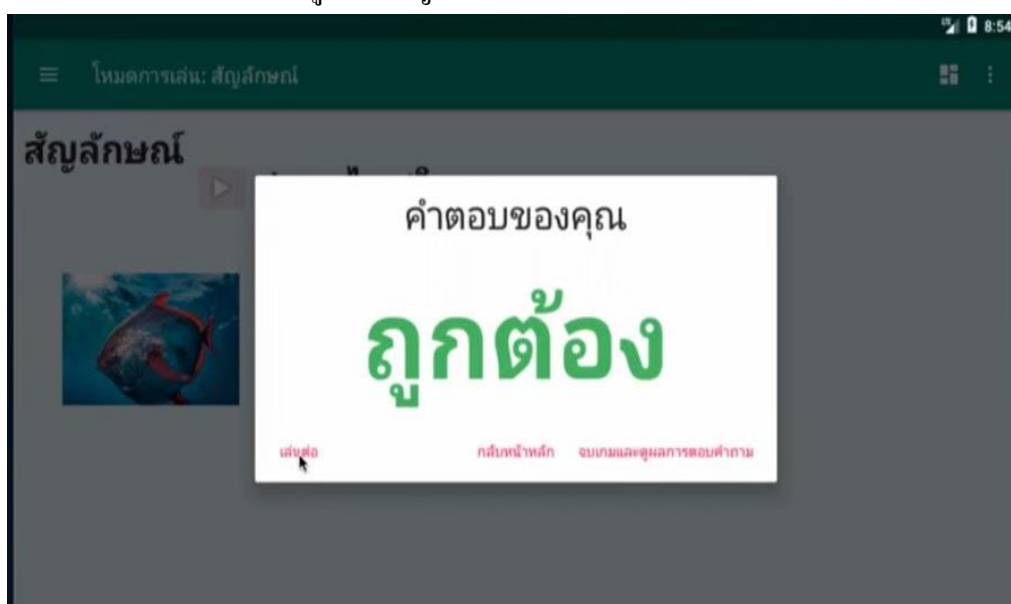 8:54
โหมดการเล่น: สัญลักษณ์
สัญลักษณ์
คำตอบของคุณ
ถูกต้อง
เล่นต่อ
กลับหน้าหลัก
จบเกมและดูผลการตอบคำถาม